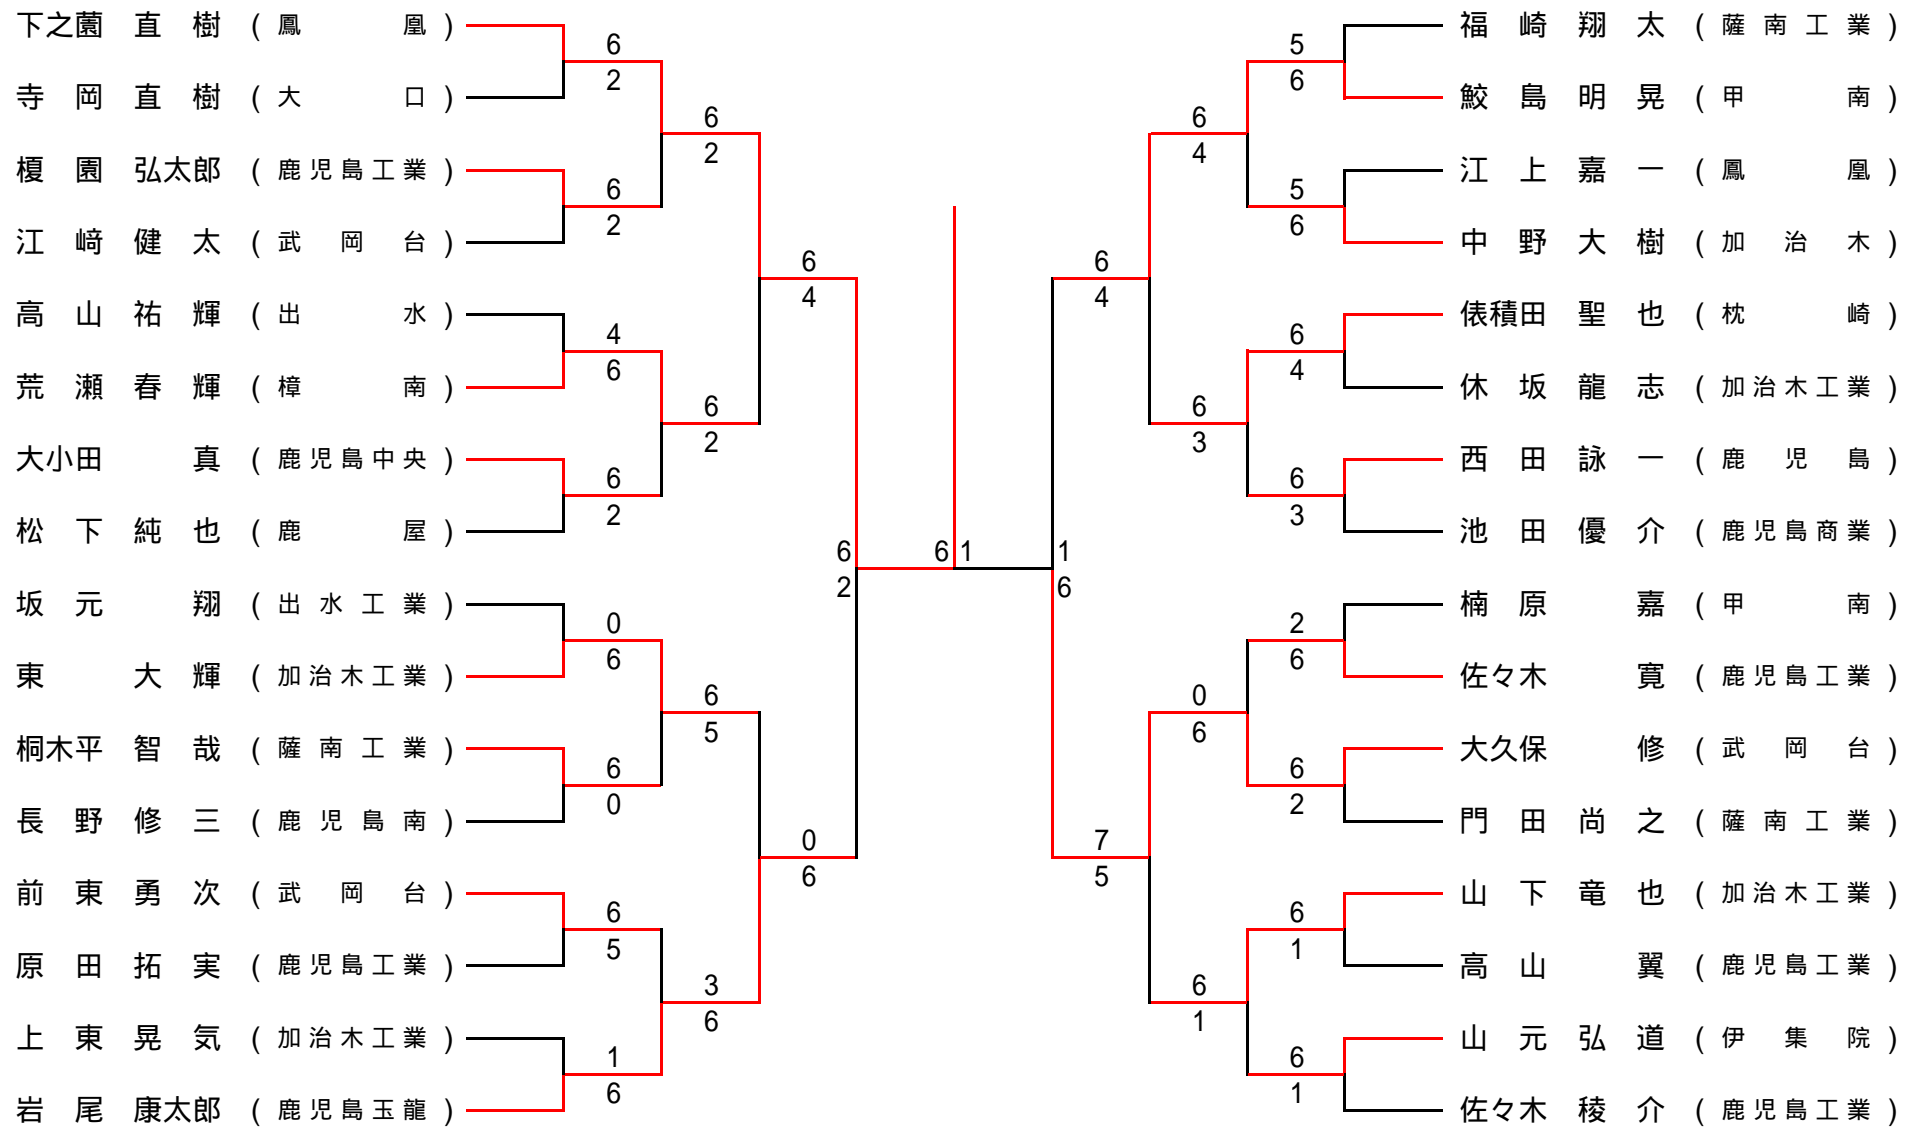 下之園 直 樹 ( 鳳 凰 )
寺 岡 直 樹 ( 大 口 )
榎 園 弘太郎 ( 鹿児島工業 )
江 﨑 健 太 ( 武 岡 台 )
高 山 祐 輝 ( 出 水 )
荒 瀬 春 輝 ( 樟 南 )
大小田 真 ( 鹿児島中央 )
松 下 純 也 ( 鹿 屋 )
坂 元 翔 ( 出 水 工 業 )
東 大 輝 ( 加治木工業 )
桐木平 智 哉 ( 薩 南 工 業 )
長 野 修 三 ( 鹿 児 島 南 )
前 東 勇 次 ( 武 岡 台 )
原 田 拓 実 ( 鹿児島工業 )
上 東 晃 気 ( 加治木工業 )
岩 尾 康太郎 ( 鹿児島玉龍 )
6
2
6
2
4
6
6
2
0
6
6
0
6
5
1
6
6
2
6
2
6
5
3
6
6
4
0
6
6
2
6 1
1
6
6
4
7
5
6
4
6
3
0
6
6
1
5
6
5
6
6
4
6
3
2
6
6
2
6
1
6
1
福 崎 翔 太 ( 薩 南 工 業 )
鮫 島 明 晃 ( 甲 南 )
江 上 嘉 一 ( 鳳 凰 )
中 野 大 樹 ( 加 治 木 )
俵積田 聖 也 ( 枕 崎 )
休 坂 龍 志 ( 加治木工業 )
西 田 詠 一 ( 鹿 児 島 )
池 田 優 介 ( 鹿児島商業 )
楠 原 嘉 ( 甲 南 )
佐々木 寛 ( 鹿児島工業 )
大久保 修 ( 武 岡 台 )
門 田 尚 之 ( 薩 南 工 業 )
山 下 竜 也 ( 加治木工業 )
高 山 翼 ( 鹿児島工業 )
山 元 弘 道 ( 伊 集 院 )
佐々木 稜 介 ( 鹿児島工業 )